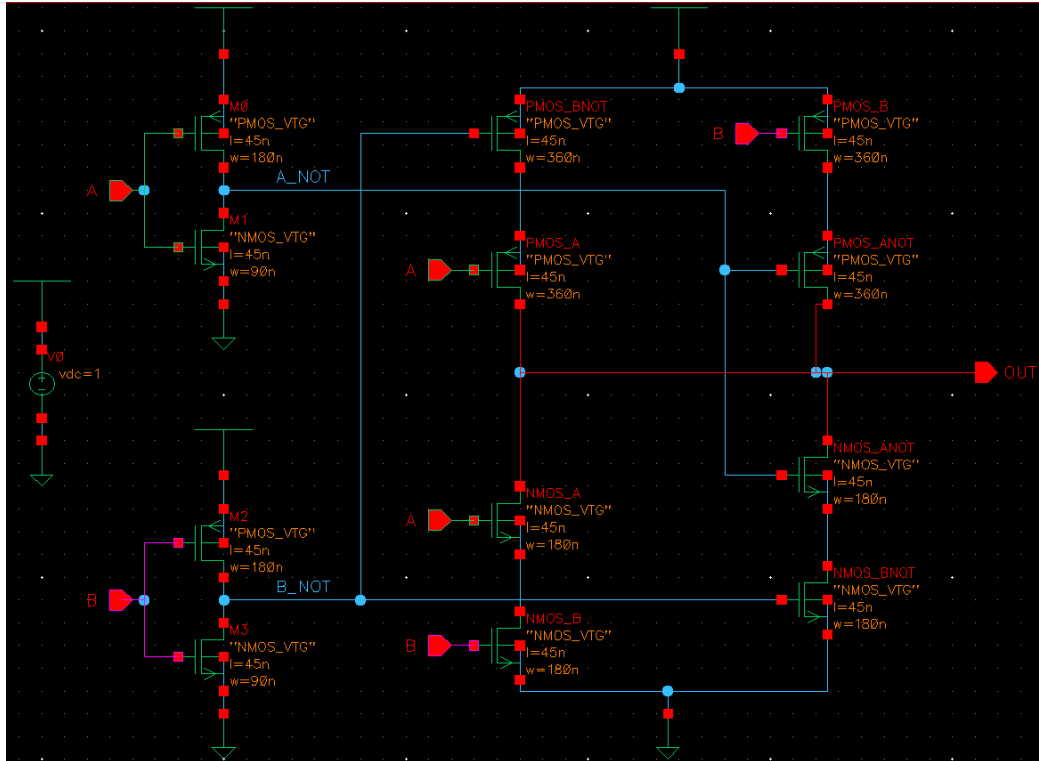 M0
"PMOS_VTG"
l=45n
w=180n
A
A_NOT
M1
"NMOS_VTG"
l=45n
w=90n
V0
vdc=1
+
-
M2
"PMOS_VTG"
l=45n
w=180n
B
B_NOT
M3
"NMOS_VTG"
l=45n
w=90n
PMOS_BNOT
"PMOS_VTG"
l=45n
w=360n
PMOS_A
"PMOS_VTG"
l=45n
w=360n
A
NMOS_A
"NMOS_VTG"
l=45n
w=180n
A
NMOS_B
"NMOS_VTG"
l=45n
w=180n
B
PMOS_B
"PMOS_VTG"
l=45n
w=360n
B
PMOS_ANOT
"PMOS_VTG"
l=45n
w=360n
OUT
NMOS_ANOT
"NMOS_VTG"
l=45n
w=180n
NMOS_BNOT
"NMOS_VTG"
l=45n
w=180n